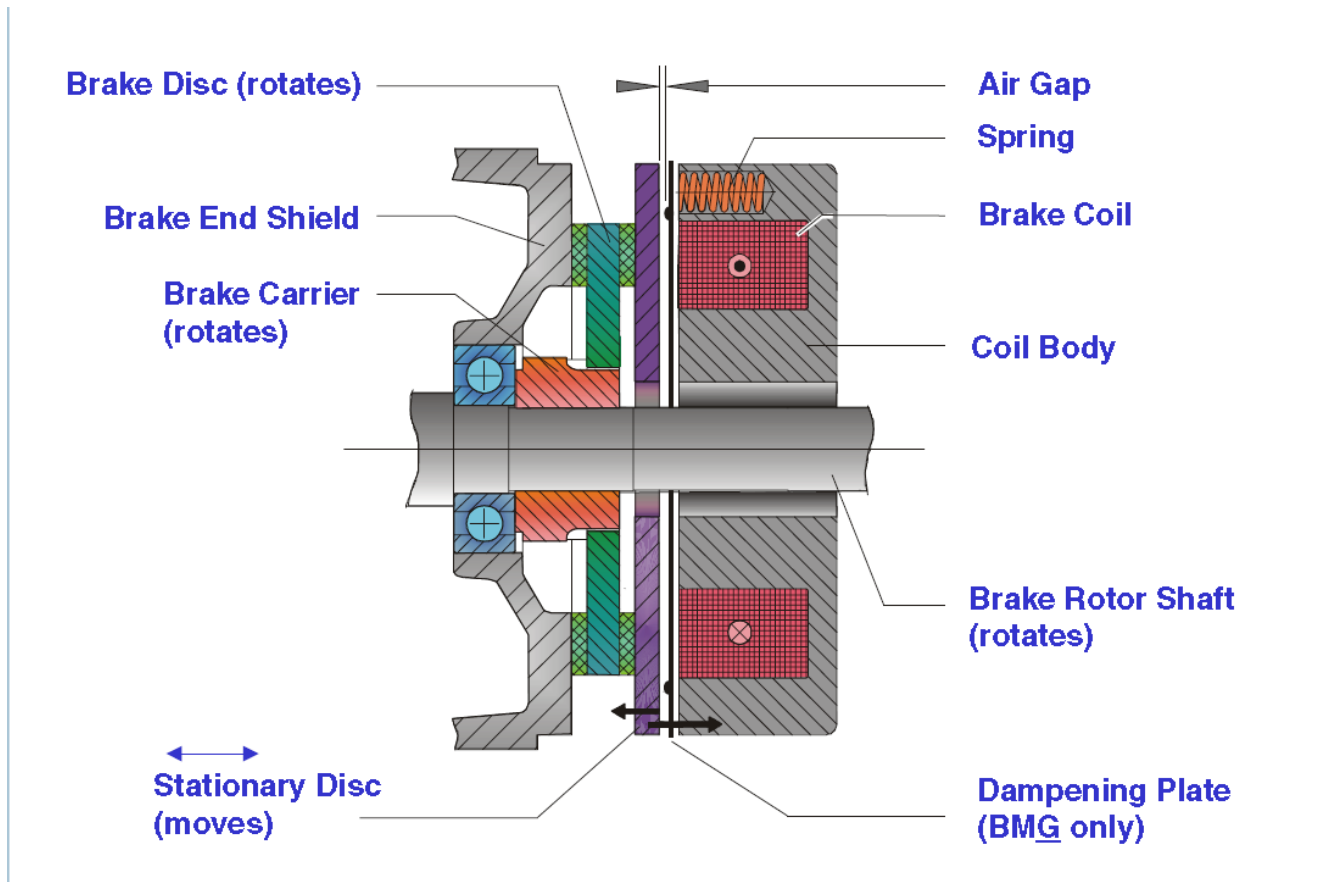 Brake Disc (rotates)
Air Gap
Spring
Brake End Shield
Brake Coil
Brake Carrier
(rotates)
Coil Body
Brake Rotor Shaft
(rotates)
Stationary Disc
(moves)
Dampening Plate
(BMG only)